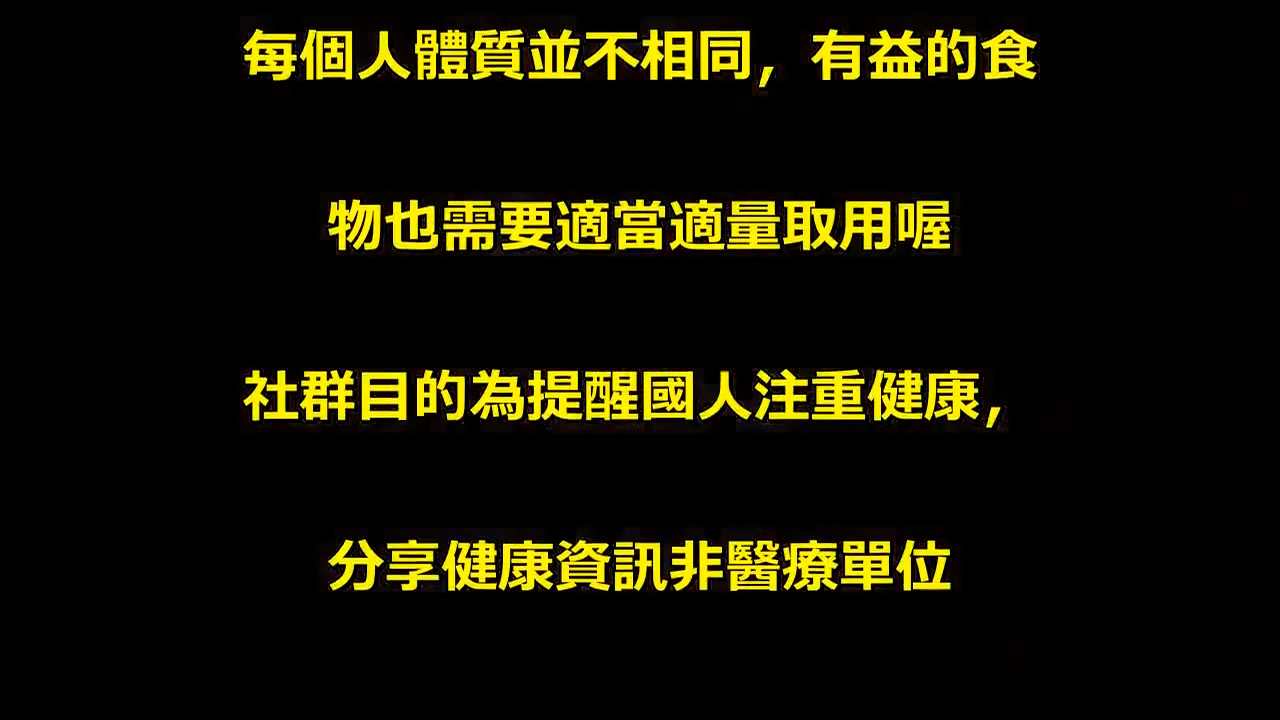 每個人體質並不相同，有益的食
物也需要適當適量取用喔
社群目的為提醒國人注重健康，
分享健康資訊非醫療單位